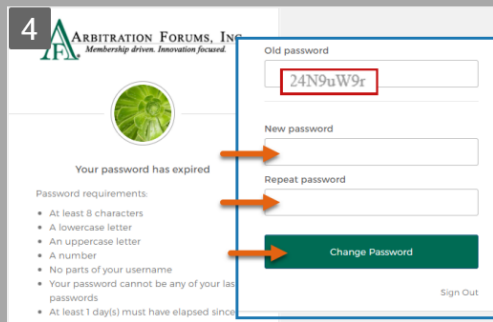 4
ARBITRATION FORUMS, INC
Membership driven. Innovation focused.
AF
Your password has expired
Password requirements:
At least 8 characters
A lowercase letter
An uppercase letter
A number
No parts of your username
Your password cannot be any of your las
passwords
At least 1 day(s) must have elapsed since
Old password
24N9uW9r
New password
Repeat password
Change Password
Sign Out